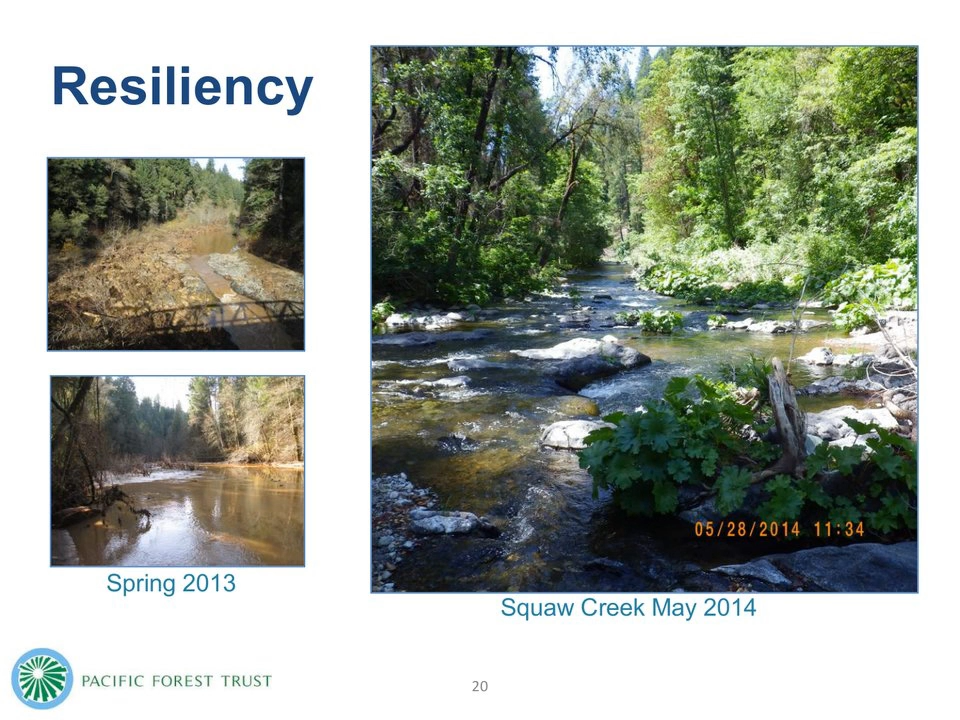 Resiliency
Spring 2013
05/28/2014 11:34
Squaw Creek May 2014
PACIFIC FOREST TRUST
20